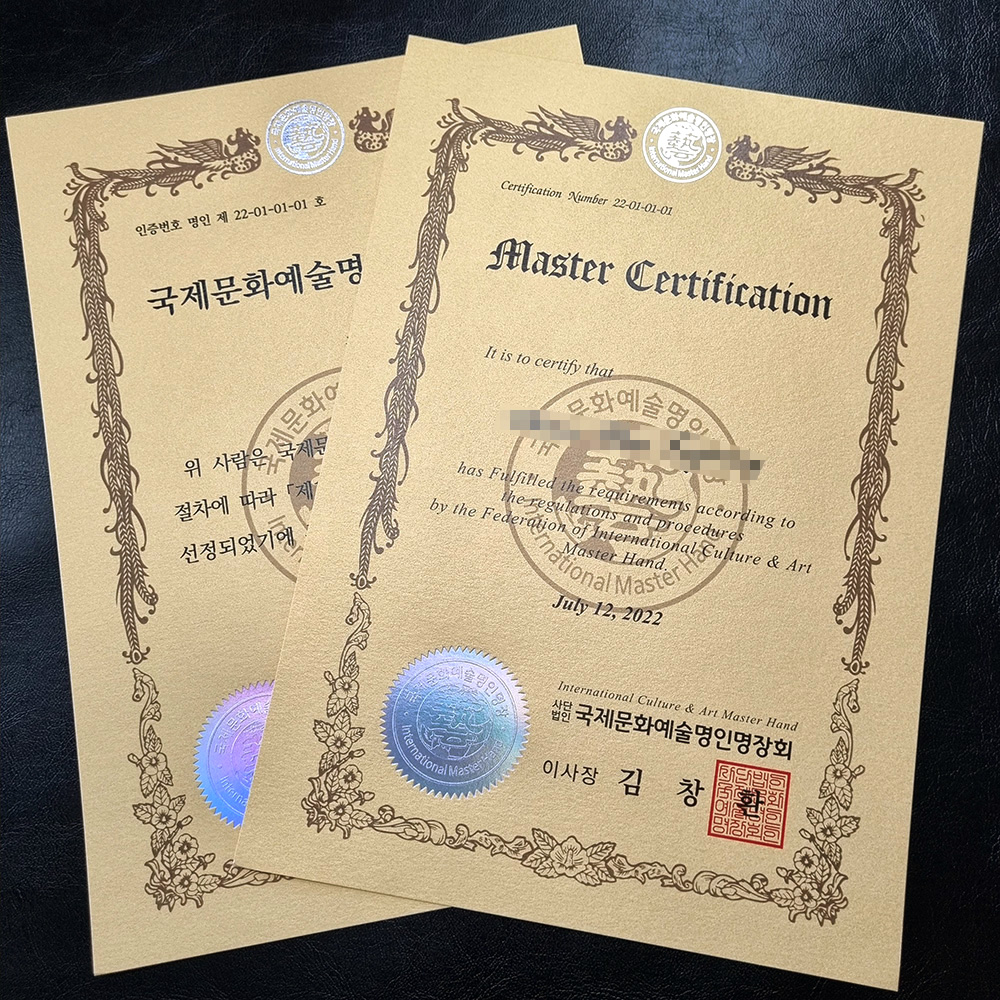 인증번호 명인 제 22-01-01-01 호
국제문화예술명
위 사람은 국제문
절차에 따라 「제
선정되었기에
Certification Number 22-01-01-01
Master Certification
It is to certify that
has Fulfilled the requirements according to
the regulations and procedures
by the Federation of International Culture & Art
Master Hand.
July 12, 2022
International Culture & Art Master Hand
사단
법인 국제문화예술명인명장회
이사장 김 창 환
International Master Hand